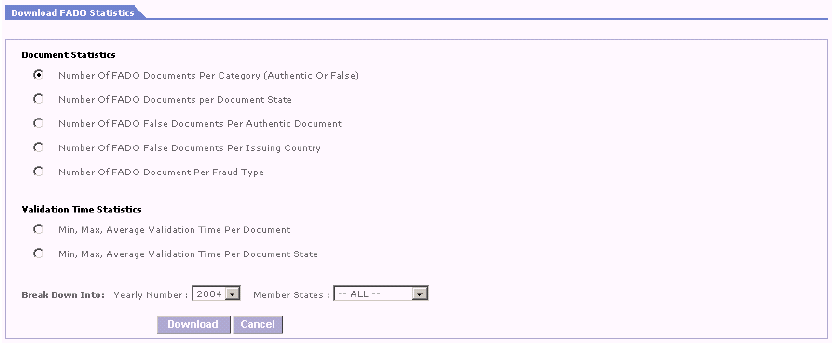 Download FADO Statistics
Document Statistics
Number Of FADO Documents Per Category (Authentic Or False)
Number Of FADO Documents per Document State
Number Of FADO False Documents Per Authentic Document
Number Of FADO False Documents Per Issuing Country
Number Of FADO Document Per Fraud Type
Validation Time Statistics
Min, Max, Average Validation Time Per Document
Min, Max, Average Validation Time Per Document State
Break Down Into: Yearly Number : 2004 Member States : -- ALL --
Download Cancel